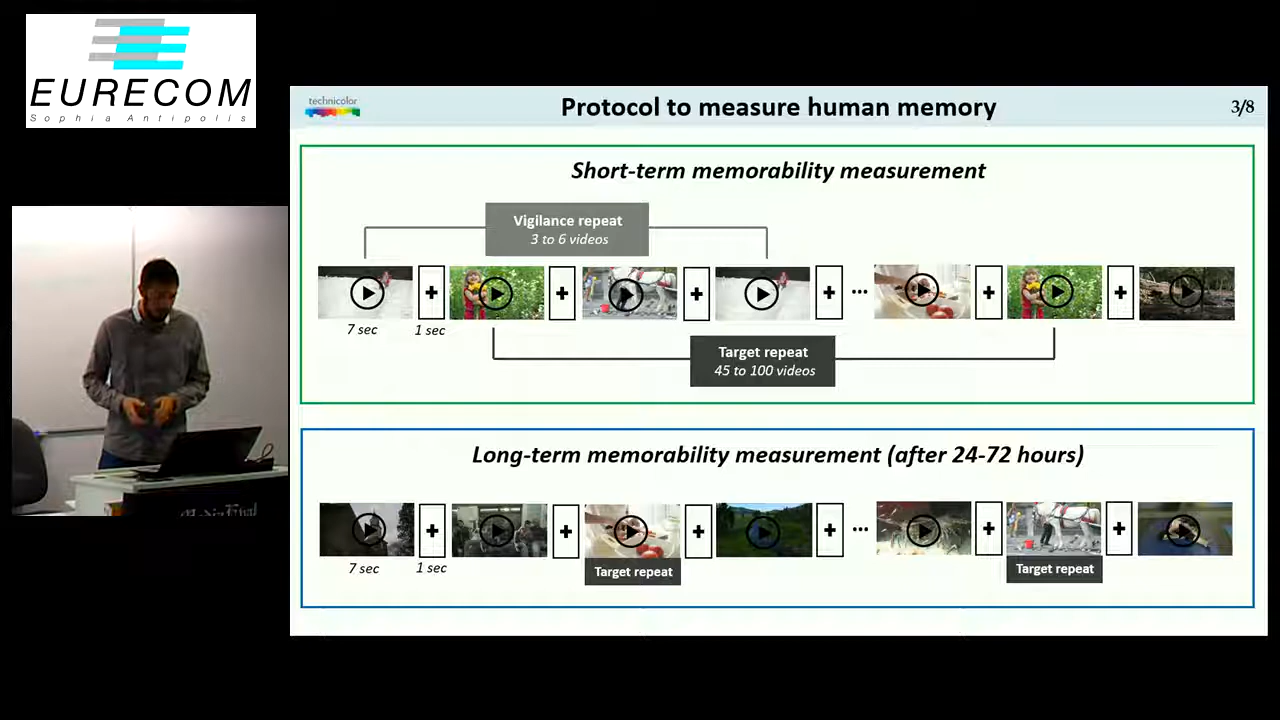 EURECOM
Sophia Antipolis
technicolor
Protocol to measure human memory
3/8
Short-term memorability measurement
Vigilance repeat
3 to 6 videos
...
7 sec
1 sec
Target repeat
45 to 100 videos
Long-term memorability measurement (after 24-72 hours)
...
7 sec
1 sec
Target repeat
Target repeat